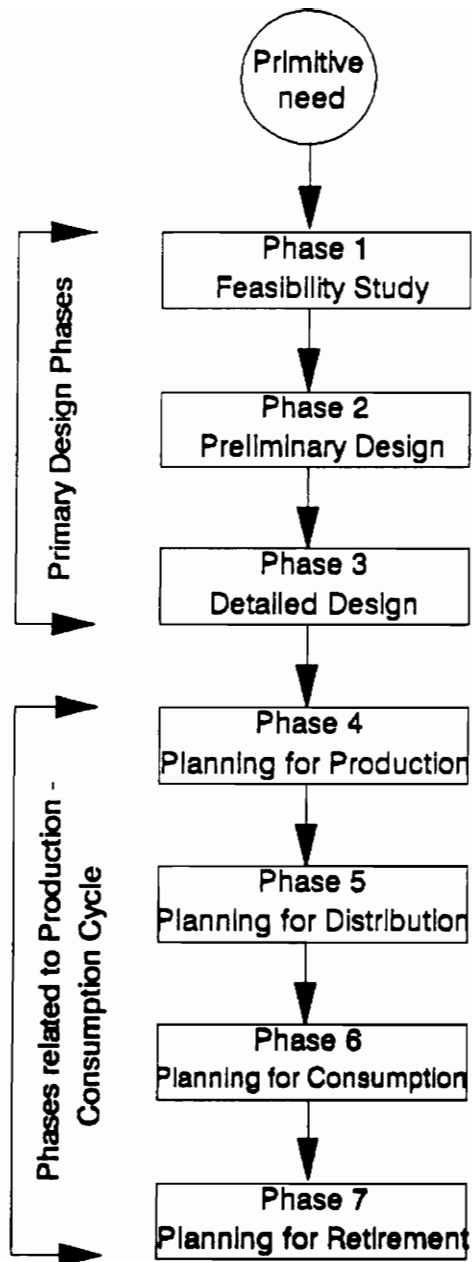 Primitive
need
Phase 1
Feasibility Study
Phase 2
Preliminary Design
Phase 3
Detailed Design
Primary Design Phases
Phase 4
Planning for Production
Phase 5
Planning for Distribution
Phase 6
Planning for Consumption
Phase 7
Planning for Retirement
Phases related to Production -
Consumption Cycle